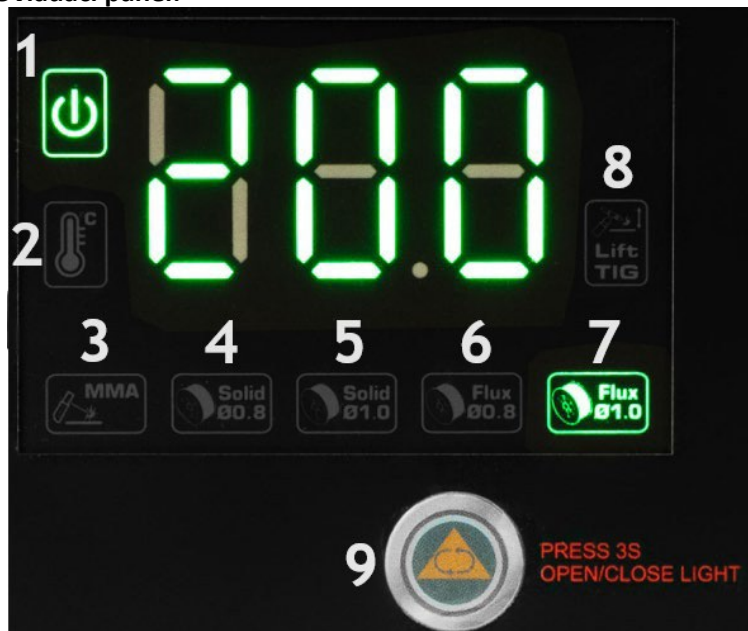 1
200
8
°C
2
Lift
TIG
3
4
5
6
7
MMA
Solid
Ø0.8
Solid
Ø1.0
Flux
Ø0.8
Flux
Ø1.0
9
PRESS 3S
OPEN/CLOSE LIGHT